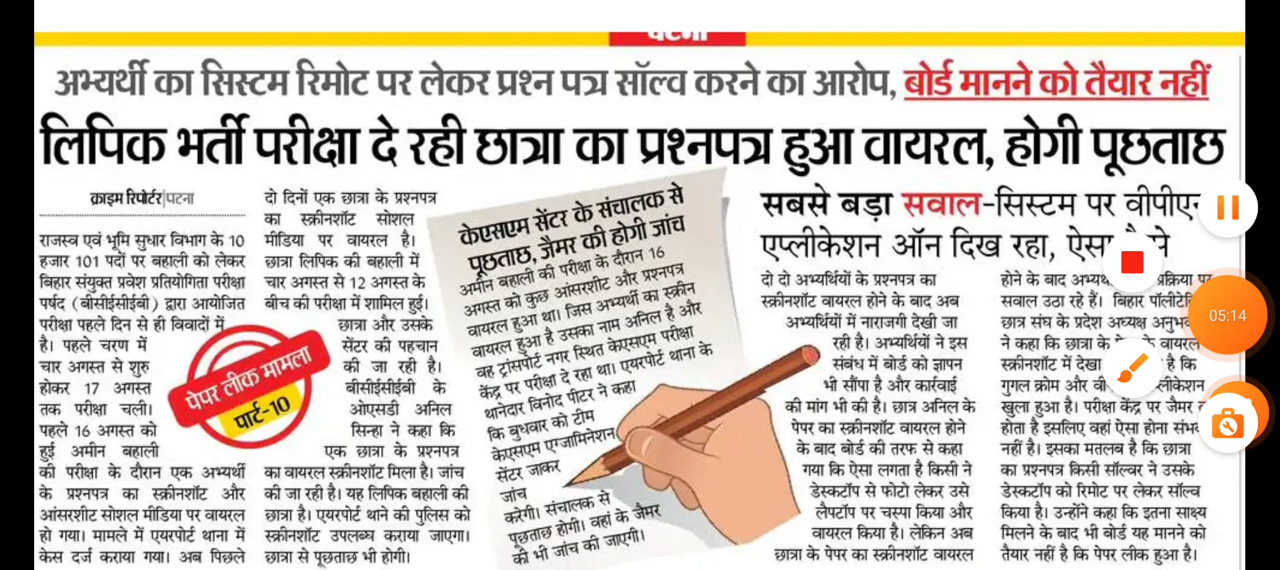 पटना
अभ्यर्थी का सिस्टम रिमोट पर लेकर प्रश्न पत्र सॉल्व करने का आरोप, बोर्ड मानने को तैयार नहीं
लिपिक भर्ती परीक्षा दे रही छात्रा का प्रश्नपत्र हुआ वायरल, होगी पूछताछ
क्राइम रिपोर्टर|पटना
राजस्व एवं भूमि सुधार विभाग के 10
हजार 101 पदों पर बहाली को लेकर
बिहार संयुक्त प्रवेश प्रतियोगिता परीक्षा
पर्षद (बीसीईसीईबी) द्वारा आयोजित
परीक्षा पहले दिन से ही विवादों में
है। पहले चरण में
चार अगस्त से शुरु
होकर 17 अगस्त
तक परीक्षा चली।
पहले 16 अगस्त को
हुई अमीन बहाली
की परीक्षा के दौरान एक अभ्यर्थी
के प्रश्नपत्र का स्क्रीनशॉट और
आंसरशीट सोशल मीडिया पर वायरल
हो गया। मामले में एयरपोर्ट थाना में
केस दर्ज कराया गया। अब पिछले
पेपर लीक मामला
पार्ट-10
दो दिनों एक छात्रा के प्रश्नपत्र
का स्क्रीनशॉट सोशल
मीडिया पर वायरल है।
छात्रा लिपिक की बहाली में
चार अगस्त से 12 अगस्त के
बीच की परीक्षा में शामिल हुई।
छात्रा और उसके
सेंटर की पहचान
की जा रही है।
बीसीईसीईबी के
ओएसडी अनिल
सिन्हा ने कहा कि
एक छात्रा के प्रश्नपत्र
का वायरल स्क्रीनशॉट मिला है। जांच
की जा रही है। यह लिपिक बहाली की
छात्रा है। एयरपोर्ट थाने की पुलिस को
स्क्रीनशॉट उपलब्ध कराया जाएगा।
छात्रा से पूछताछ भी होगी।
केएसएम सेंटर के संचालक से
पूछताछ, जैमर की होगी जांच
अमीन बहाली की परीक्षा के दौरान 16
अगस्त को कुछ आंसरशीट और प्रश्नपत्र
वायरल हुआ था। जिस अभ्यर्थी का स्क्रीन
वायरल हुआ है उसका नाम अनिल है और
वह ट्रांसपोर्ट नगर स्थित केएसएम परीक्षा
केंद्र पर परीक्षा दे रहा था। एयरपोर्ट थाना के
थानेदार विनोद पीटर ने कहा
कि बुधवार को टीम
केएसएम एग्जामिनेशन
सेंटर जाकर
जांच
करेगी। संचालक से
पूछताछ होगी। वहां के जैमर
की भी जांच की जाएगी।
सबसे बड़ा सवाल-सिस्टम पर वीपीएन
एप्लीकेशन ऑन दिख रहा, ऐसा
दो दो अभ्यर्थियों के प्रश्नपत्र का
स्क्रीनशॉट वायरल होने के बाद अब
अभ्यर्थियों में नाराजगी देखी जा
रही है। अभ्यर्थियों ने इस
संबंध में बोर्ड को ज्ञापन
भी सौंपा है और कार्रवाई
की मांग भी की है। छात्र अनिल के
पेपर का स्क्रीनशॉट वायरल होने
के बाद बोर्ड की तरफ से कहा
गया कि ऐसा लगता है किसी ने
डेस्कटॉप से फोटो लेकर उसे
लैपटॉप पर चस्पा किया और
वायरल किया है। लेकिन अब
छात्रा के पेपर का स्क्रीनशॉट वायरल
होने के बाद
सवाल उठा रहे हैं। बिहार
छात्र संघ के प्रदेश अध्यक्ष
ने कहा कि छात्रा के वायरल
स्क्रीनशॉट में देखा है कि
गुगल क्रोम और
खुला हुआ है। परीक्षा केंद्र पर जैमर
होता है इसलिए वहां ऐसा होना
नहीं है। इसका मतलब है कि छात्रा
का प्रश्नपत्र किसी सॉल्वर ने उसके
डेस्कटॉप को रिमोट पर लेकर सॉल्व
किया है। उन्होंने कहा कि इतना साक्ष्य
मिलने के बाद भी बोर्ड यह मानने को
तैयार नहीं है कि पेपर लीक हुआ है।
05:14